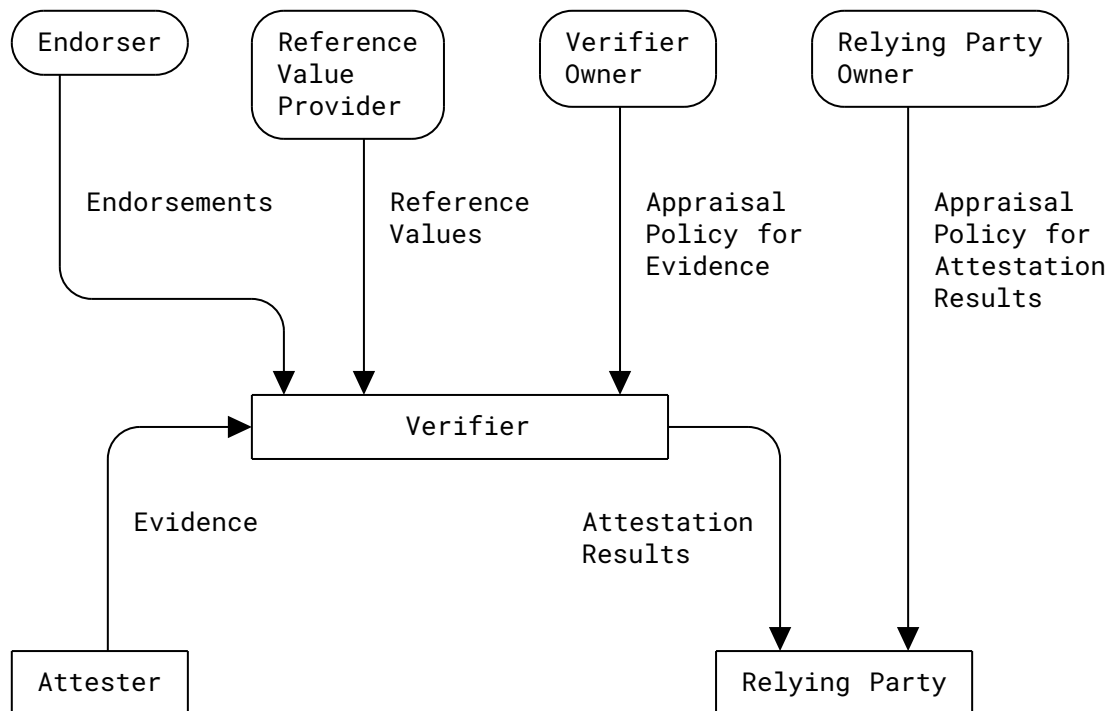 Endorser
Reference
Value
Provider
Verifier
Owner
Relying Party
Owner
Endorsements
Reference
Values
Appraisal
Policy for
Evidence
Appraisal
Policy for
Attestation
Results
Verifier
Evidence
Attestation
Results
Attester
Relying Party